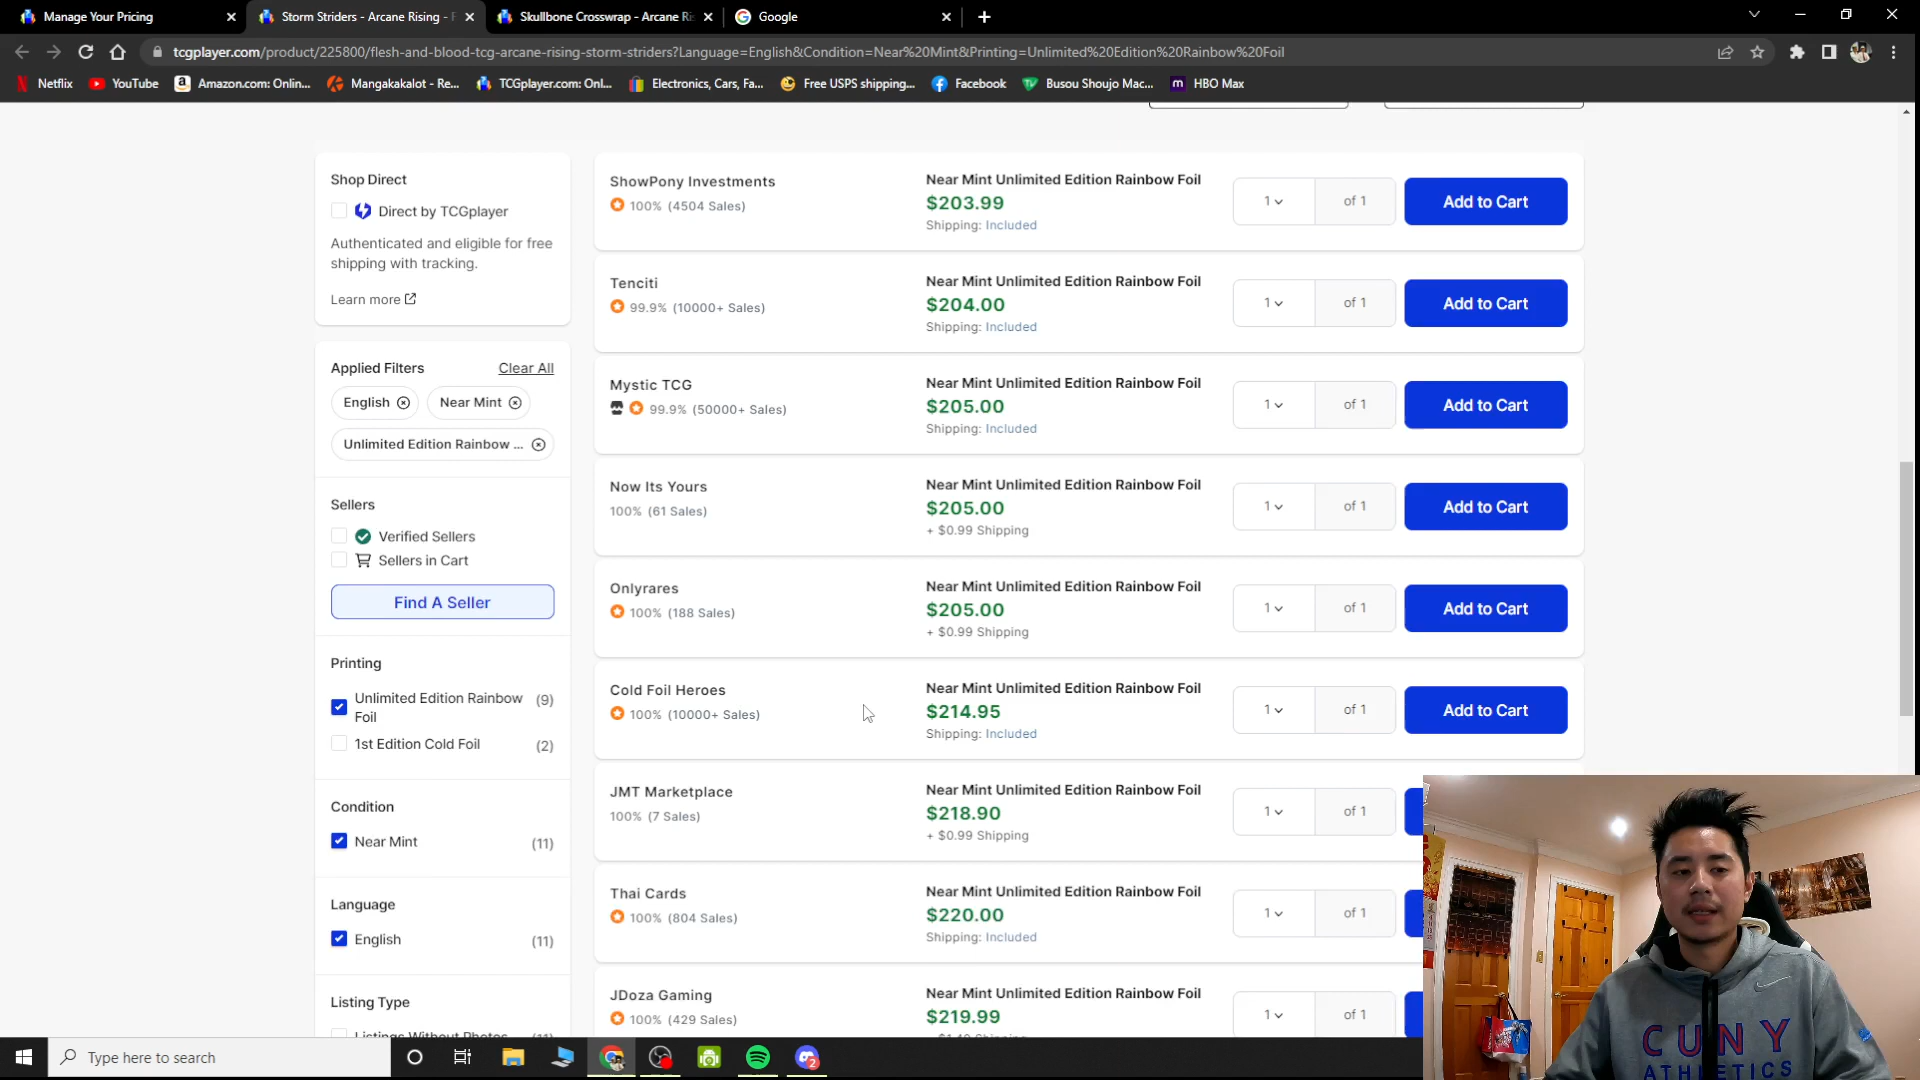 Manage Your Pricing
Storm Striders - Arcane Rising - F
Skullbone Crosswrap - Arcane Ri
Google
tcgplayer.com/product/225800/flesh-and-blood-tcg-arcane-rising-storm-striders?Language=English&Condition=Near%20Mint&Printing=Unlimited%20Edition%20Rainbow%20Foil
Netflix
YouTube
Amazon.com: Onlin...
Mangakakalot - Re...
TCGplayer.com: Onl...
Electronics, Cars, Fa...
Free USPS shipping...
Facebook
Busou Shoujo Mac...
HBO Max
Shop Direct
Direct by TCGplayer
Authenticated and eligible for free
shipping with tracking.
Learn more
Applied Filters Clear All
English Near Mint
Unlimited Edition Rainbow ...
Sellers
Verified Sellers
Sellers in Cart
Find A Seller
Printing
Unlimited Edition Rainbow (9)
Foil
1st Edition Cold Foil (2)
Condition
Near Mint (11)
Language
English (11)
Listing Type
Listings Without Photos (11)
ShowPony Investments
100% (4504 Sales)
Near Mint Unlimited Edition Rainbow Foil
$203.99
Shipping: Included
1 of 1 Add to Cart
Tenciti
99.9% (10000+ Sales)
Near Mint Unlimited Edition Rainbow Foil
$204.00
Shipping: Included
1 of 1 Add to Cart
Mystic TCG
99.9% (50000+ Sales)
Near Mint Unlimited Edition Rainbow Foil
$205.00
Shipping: Included
1 of 1 Add to Cart
Now Its Yours
100% (61 Sales)
Near Mint Unlimited Edition Rainbow Foil
$205.00
+ $0.99 Shipping
1 of 1 Add to Cart
Onlyrares
100% (188 Sales)
Near Mint Unlimited Edition Rainbow Foil
$205.00
+ $0.99 Shipping
1 of 1 Add to Cart
Cold Foil Heroes
100% (10000+ Sales)
Near Mint Unlimited Edition Rainbow Foil
$214.95
Shipping: Included
1 of 1 Add to Cart
JMT Marketplace
100% (7 Sales)
Near Mint Unlimited Edition Rainbow Foil
$218.90
+ $0.99 Shipping
1 of 1
Thai Cards
100% (804 Sales)
Near Mint Unlimited Edition Rainbow Foil
$220.00
Shipping: Included
1 of 1
JDoza Gaming
100% (429 Sales)
Near Mint Unlimited Edition Rainbow Foil
$219.99
1 of 1
CUNY
ATHLETICS
Type here to search